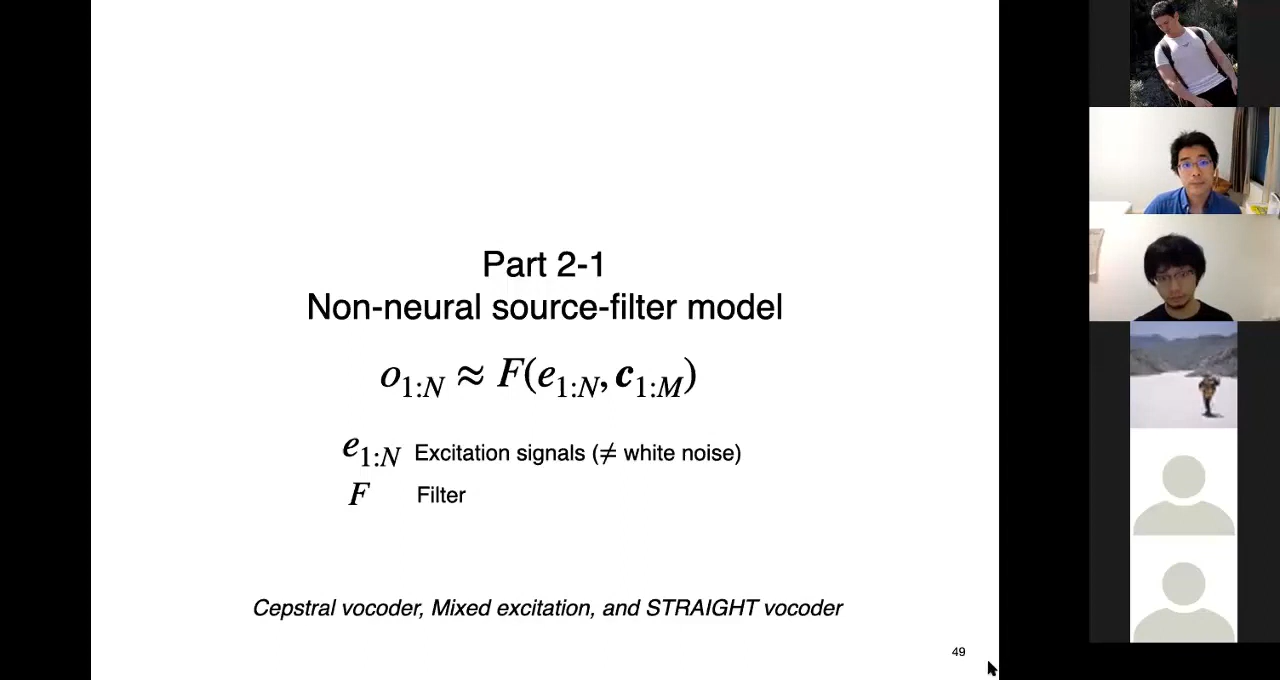 Part 2-1
Non-neural source-filter model
o₁:N ≈ F(e₁:N, c₁:M)
e₁:N Excitation signals (≠ white noise)
F Filter
Cepstral vocoder, Mixed excitation, and STRAIGHT vocoder
49